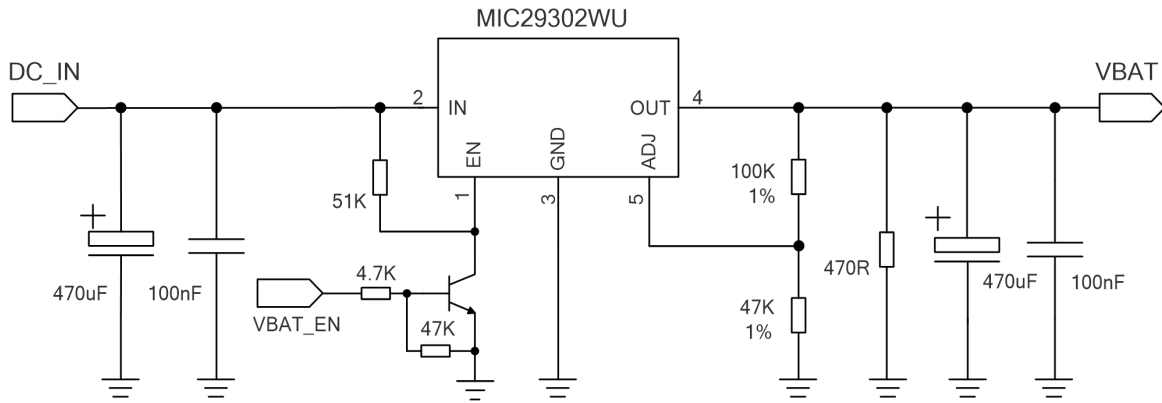 MIC29302WU
DC_IN
VBAT
2
IN
OUT
4
EN
GND
ADJ
1
3
5
51K
100K
1%
+
470uF
100nF
4.7K
VBAT_EN
47K
47K
1%
470R
+
470uF
100nF